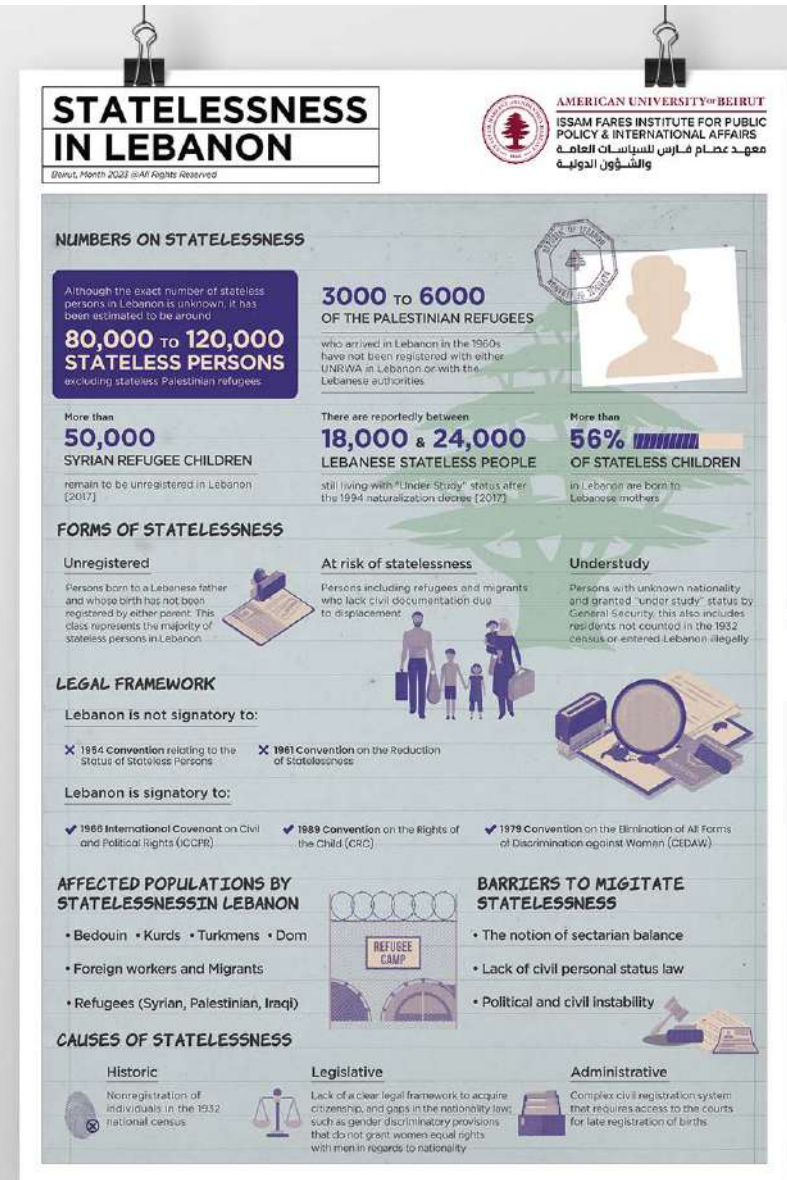 STATELESSNESS
IN LEBANON
Beirut, Month 2023 @All Rights Reserved
AMERICAN UNIVERSITY of BEIRUT
ISSAM FARES INSTITUTE FOR PUBLIC
POLICY & INTERNATIONAL AFFAIRS
معهـد عصـام فـارس للسياسـات العامـة
والشـؤون الدوليـة
NUMBERS ON STATELESSNESS
Although the exact number of stateless
persons in Lebanon is unknown, it has
been estimated to be around
80,000 TO 120,000
STATELESS PERSONS
excluding stateless Palestinian refugees
3000 TO 6000
OF THE PALESTINIAN REFUGEES
who arrived in Lebanon in the 1960s
have not been registered with either
UNRWA in Lebanon or with the
Lebanese authorities
REPUBLIC OF LEBANON
More than
50,000
SYRIAN REFUGEE CHILDREN
remain to be unregistered in Lebanon
[2017]
There are reportedly between
18,000 & 24,000
LEBANESE STATELESS PEOPLE
still living with "Under Study" status after
the 1994 naturalization decree [2017]
More than
56%
OF STATELESS CHILDREN
in Lebanon are born to
Lebanese mothers
FORMS OF STATELESSNESS
Unregistered
Persons born to a Lebanese father
and whose birth has not been
registered by either parent. This
class represents the majority of
stateless persons in Lebanon
At risk of statelessness
Persons including refugees and migrants
who lack civil documentation due
to displacement
Understudy
Persons with unknown nationality
and granted "under study" status by
General Security, this also includes
residents not counted in the 1932
census or entered Lebanon illegally
LEGAL FRAMEWORK
Lebanon is not signatory to:
1954 Convention relating to the
Status of Stateless Persons
1961 Convention on the Reduction
of Statelessness
Lebanon is signatory to:
1966 International Covenant on Civil
and Political Rights (ICCPR)
1989 Convention on the Rights of
the Child (CRC)
1979 Convention on the Elimination of All Forms
of Discrimination against Women (CEDAW)
AFFECTED POPULATIONS BY
STATELESSNESSIN LEBANON
• Bedouin • Kurds • Turkmens • Dom
• Foreign workers and Migrants
• Refugees (Syrian, Palestinian, Iraqi)
REFUGEE
CAMP
BARRIERS TO MIGITATE
STATELESSNESS
• The notion of sectarian balance
• Lack of civil personal status law
• Political and civil instability
CAUSES OF STATELESSNESS
Historic
Nonregistration of
individuals in the 1932
national census
Legislative
Lack of a clear legal framework to acquire
citizenship, and gaps in the nationality law;
such as gender discriminatory provisions
that do not grant women equal rights
with men in regards to nationality
Administrative
Complex civil registration system
that requires access to the courts
for late registration of births